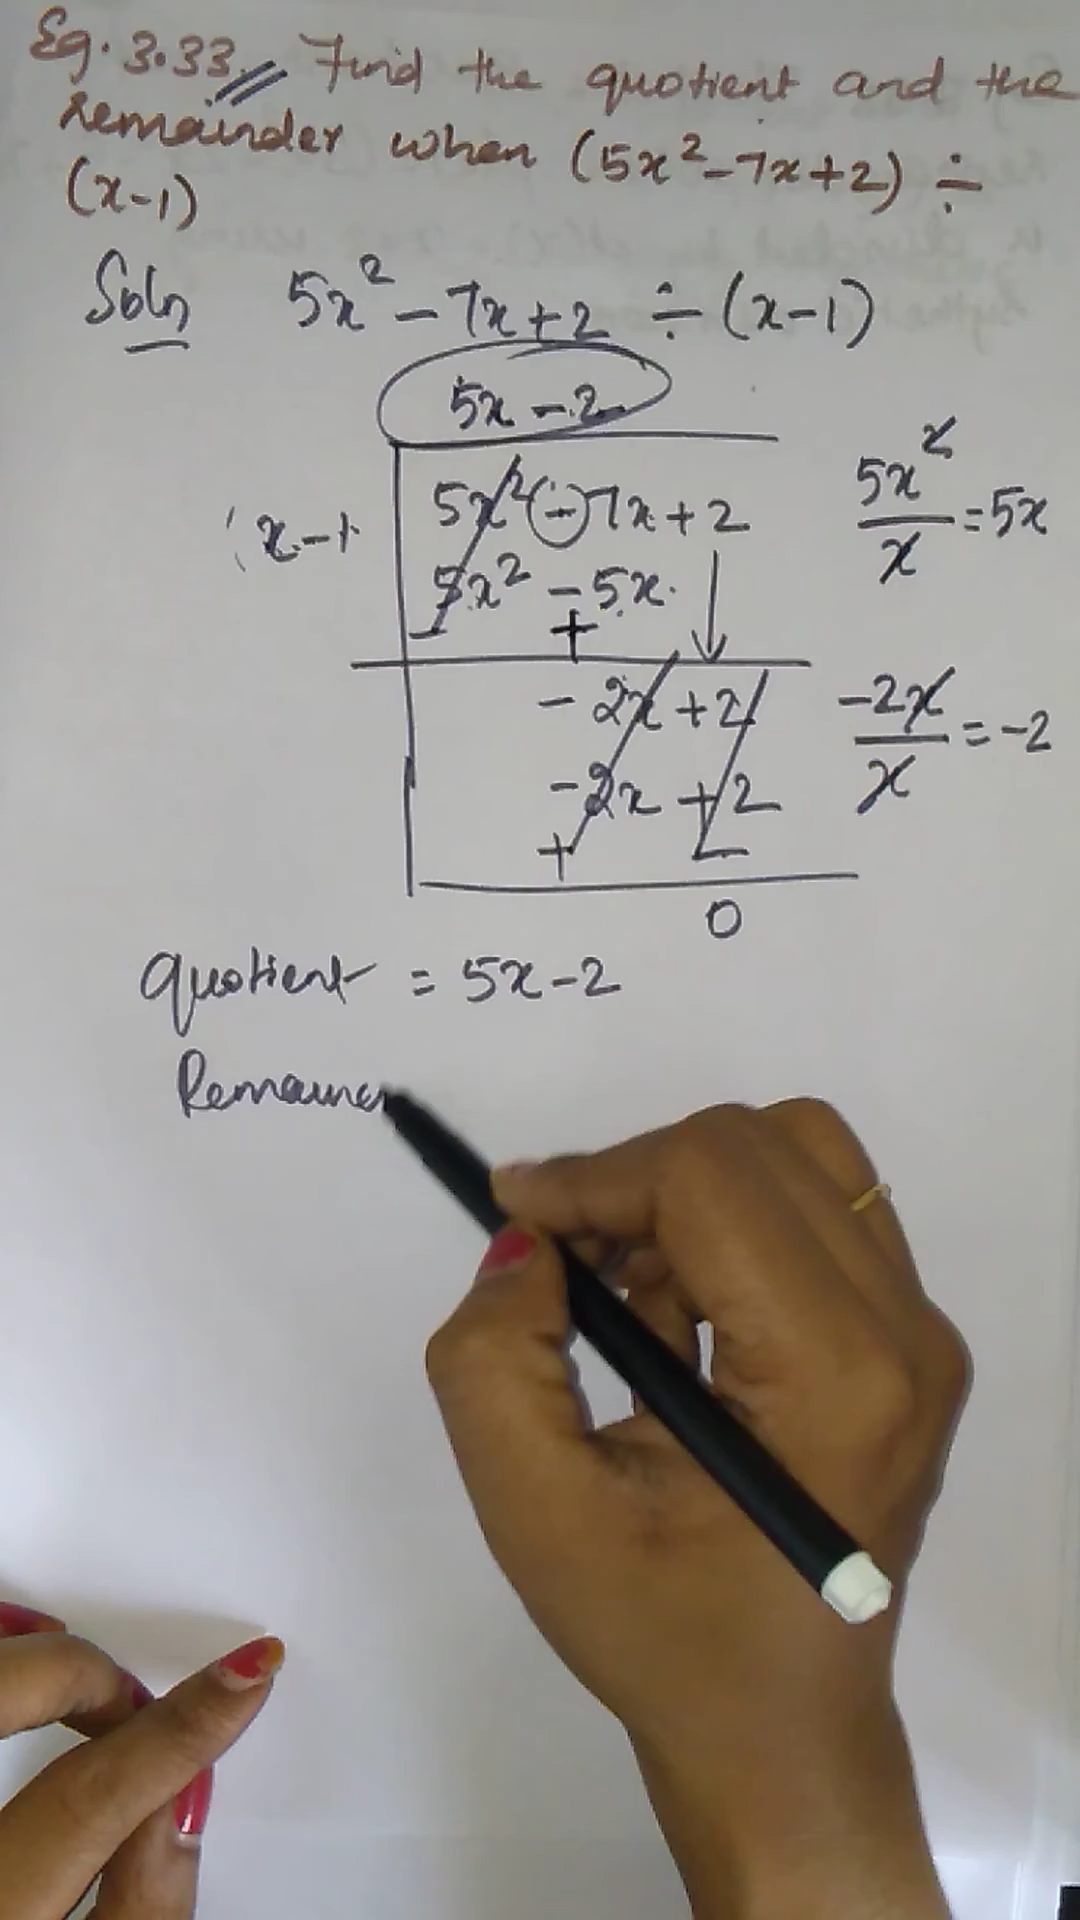 Eg. 3.33. Find the quotient and the
remainder when (5x²-7x+2) ÷
(x-1)
Soln 5x² - 7x + 2 ÷ (x-1)
5x - 2
x-1 5x² - 7x + 2 5x²/x = 5x
5x² - 5x
- +
- 2x + 2 -2x/x = -2
- 2x + 2
+ -
0
Quotient = 5x-2
Remainer